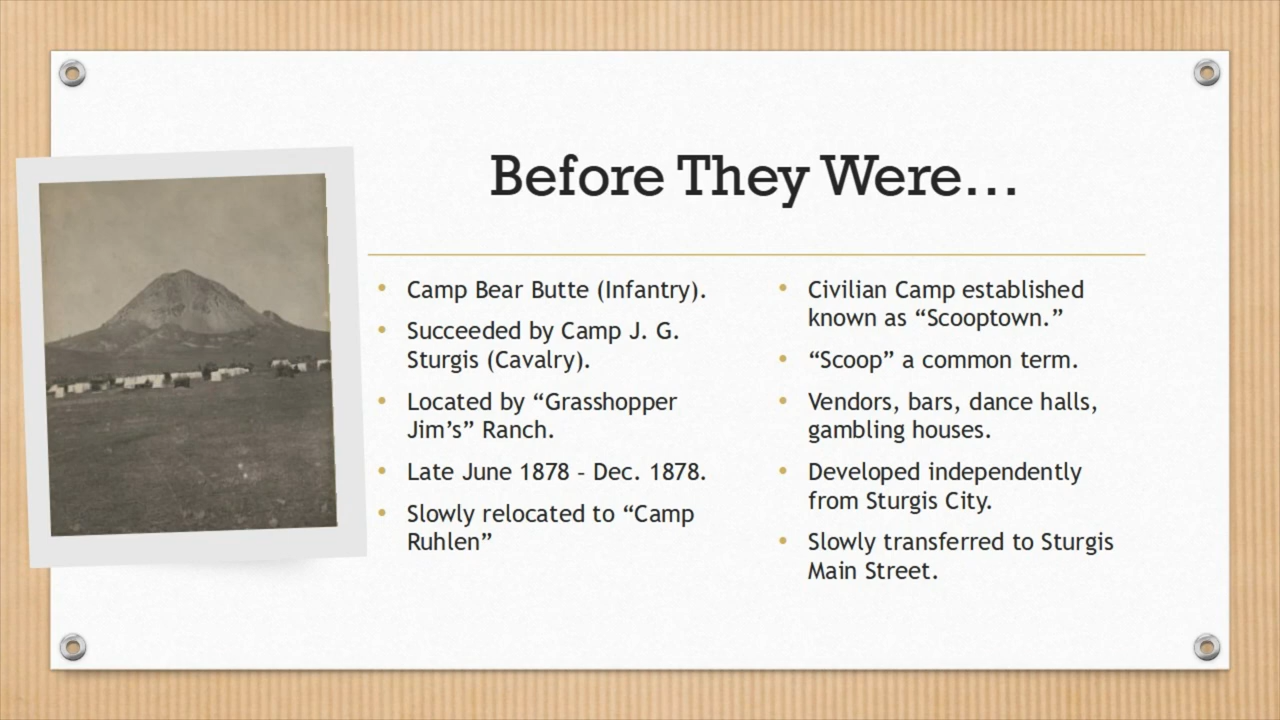 Before They Were…
• Camp Bear Butte (Infantry).
• Succeeded by Camp J. G.
Sturgis (Cavalry).
• Located by “Grasshopper
Jim’s” Ranch.
• Late June 1878 – Dec. 1878.
• Slowly relocated to “Camp
Ruhlen”
• Civilian Camp established
known as “Scooptown.”
• “Scoop” a common term.
• Vendors, bars, dance halls,
gambling houses.
• Developed independently
from Sturgis City.
• Slowly transferred to Sturgis
Main Street.